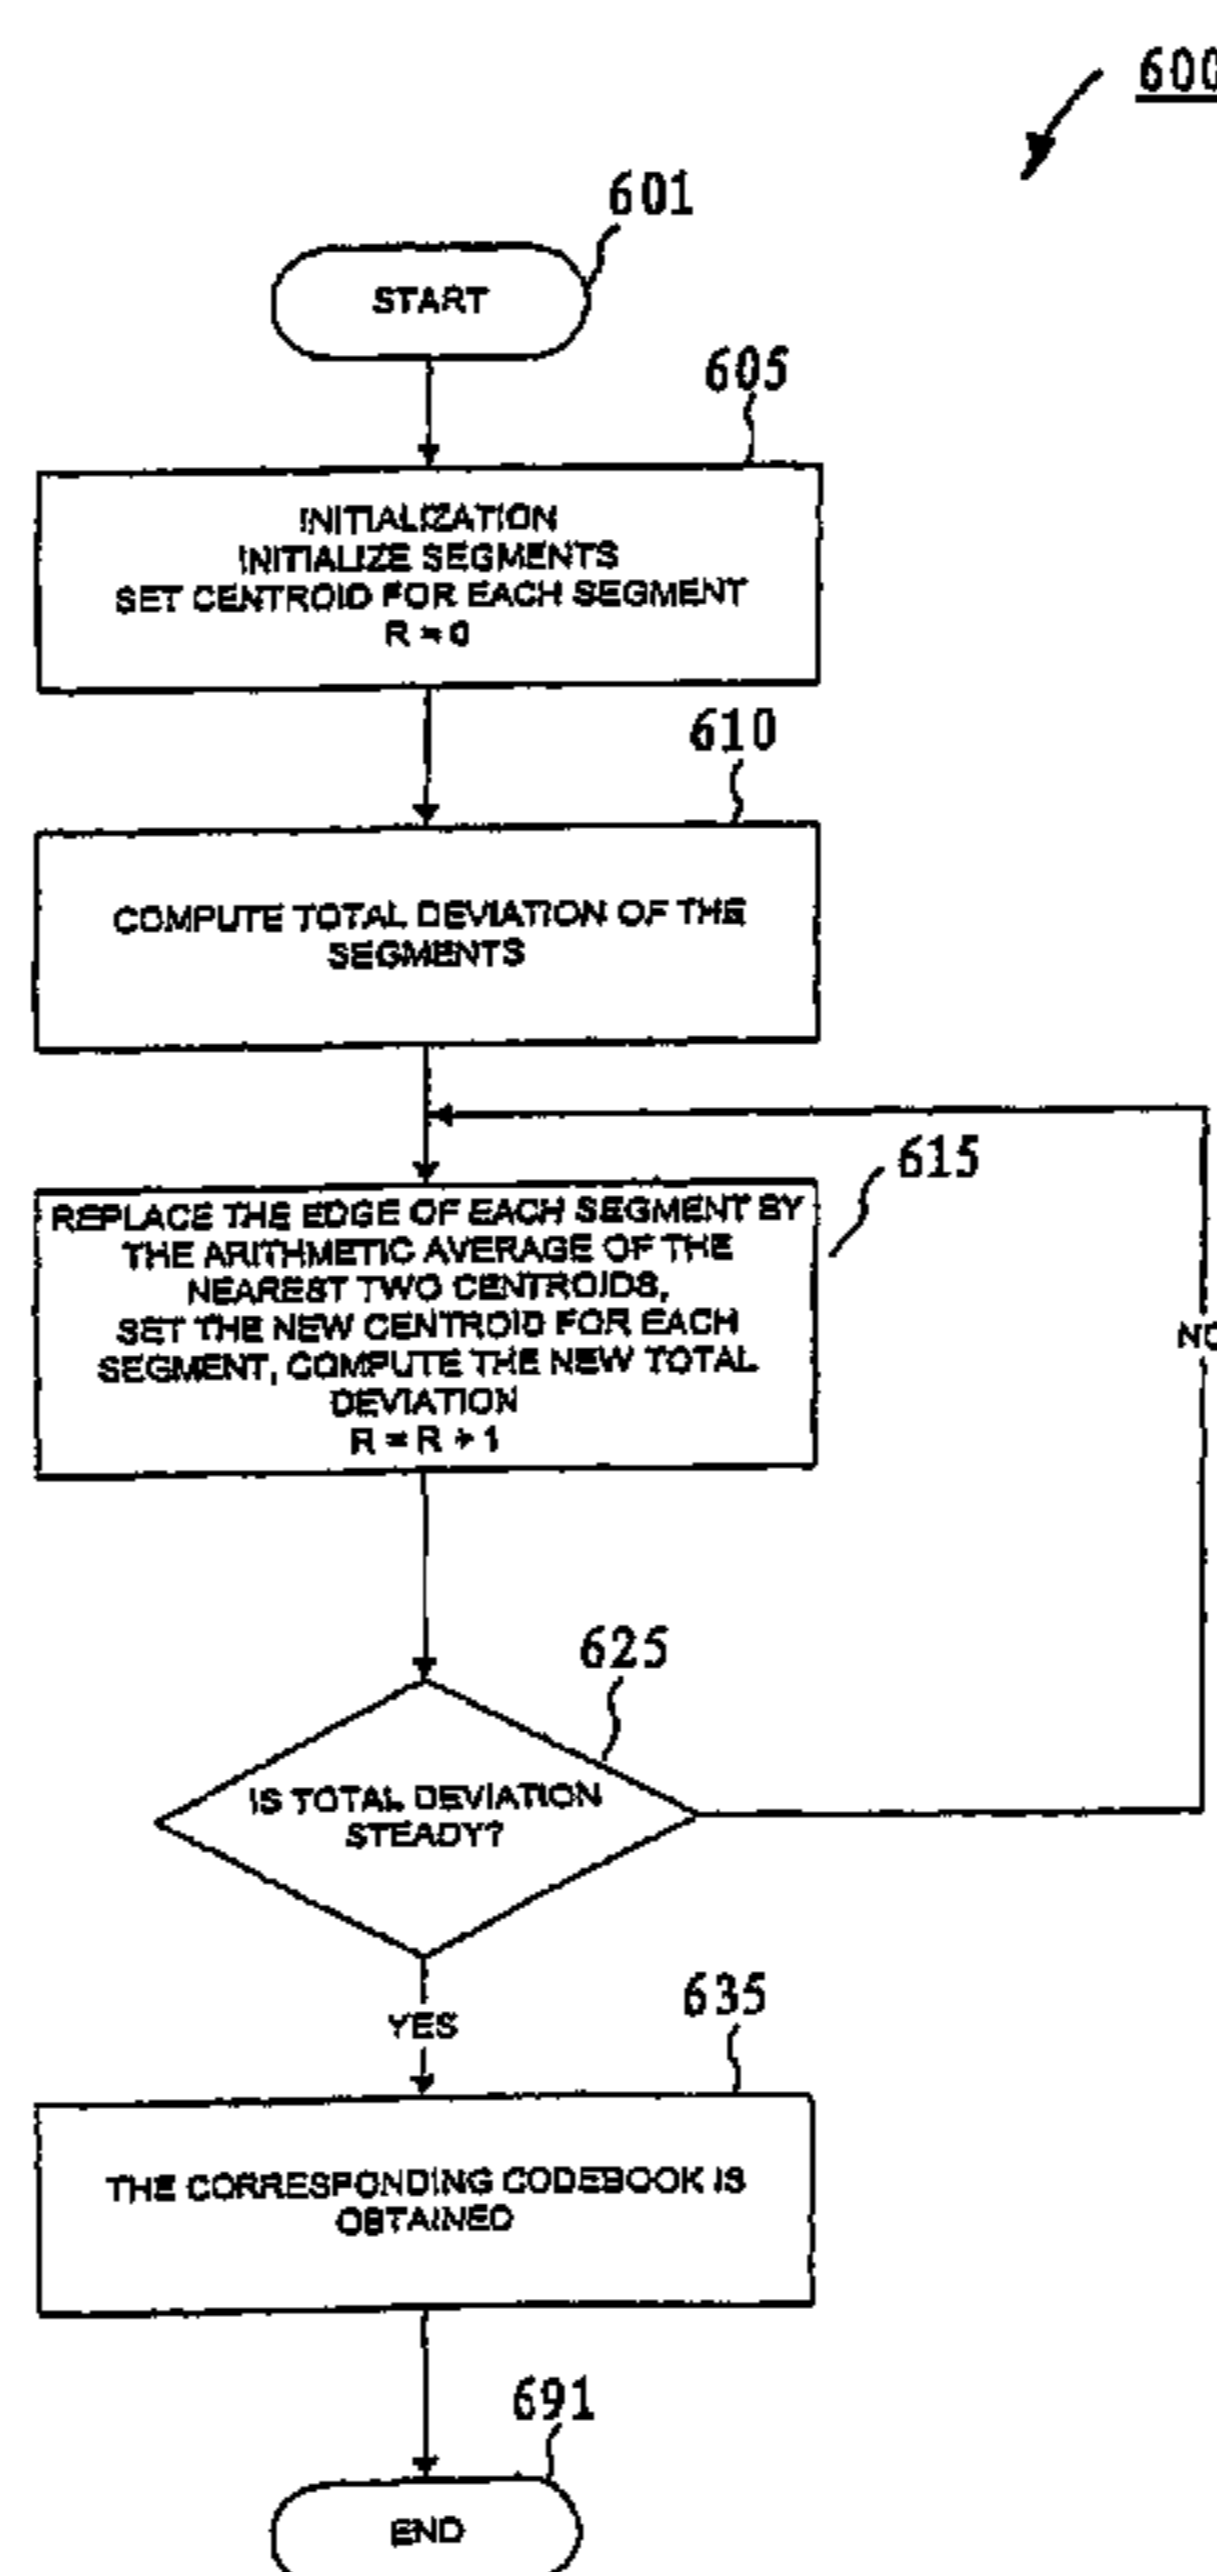 600
601
START
605
INITIALIZATION
INITIALIZE SEGMENTS
SET CENTROID FOR EACH SEGMENT
R = 0
610
COMPUTE TOTAL DEVIATION OF THE
SEGMENTS
615
REPLACE THE EDGE OF EACH SEGMENT BY
THE ARITHMETIC AVERAGE OF THE
NEAREST TWO CENTROIDS,
SET THE NEW CENTROID FOR EACH
SEGMENT, COMPUTE THE NEW TOTAL
DEVIATION
R = R + 1
NO
625
IS TOTAL DEVIATION
STEADY?
YES
635
THE CORRESPONDING CODEBOOK IS
OBTAINED
691
END